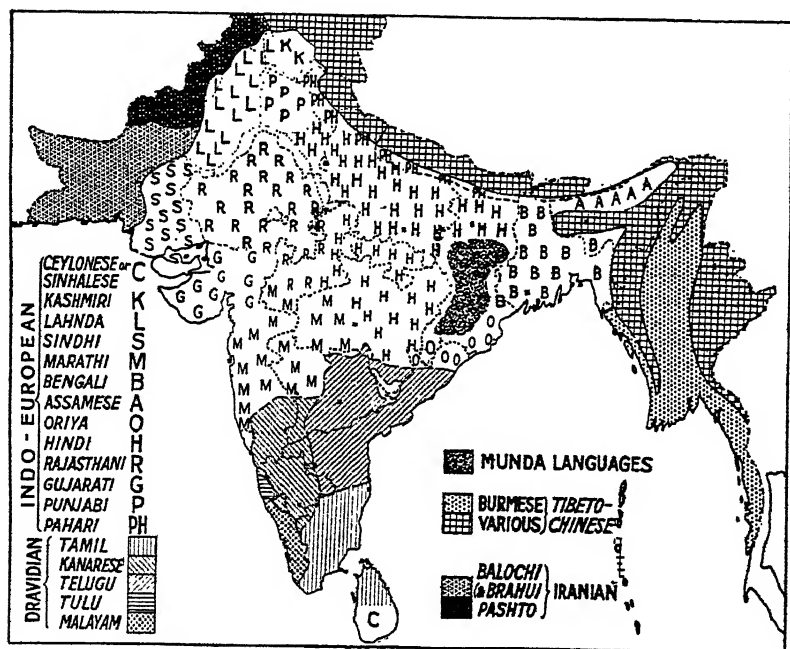 INDO-EUROPEAN
CEYLONESE or
SINHALESE C
KASHMIRI K
LAHNDA L
SINDHI S
MARATHI M
BENGALI B
ASSAMESE A
ORIYA O
HINDI H
RAJASTHANI R
GUJARATI G
PUNJABI P
PAHARI PH
DRAVIDIAN
TAMIL
KANARESE
TELUGU
TULU
MALAYAM
MUNDA LANGUAGES
BURMESE
VARIOUS
TIBETO-
CHINESE
BALOCHI
(& BRAHUI
PASHTO
IRANIAN
A A A A A
C